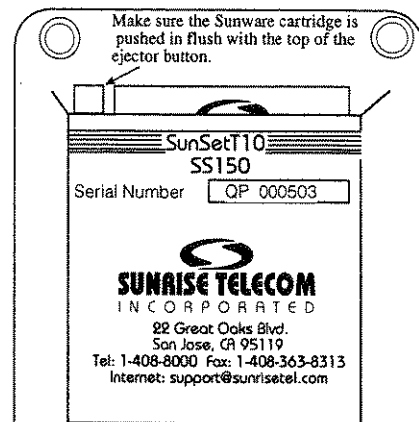 Make sure the Sunware cartridge is
pushed in flush with the top of the
ejector button.
SunSetT10
SS150
Serial Number QP 000503
SUNRISE TELECOM
INCORPORATED
22 Great Oaks Blvd.
San Jose, CA 95119
Tel: 1-408-8000 Fax: 1-408-363-8313
Internet: support@sunrisetel.com